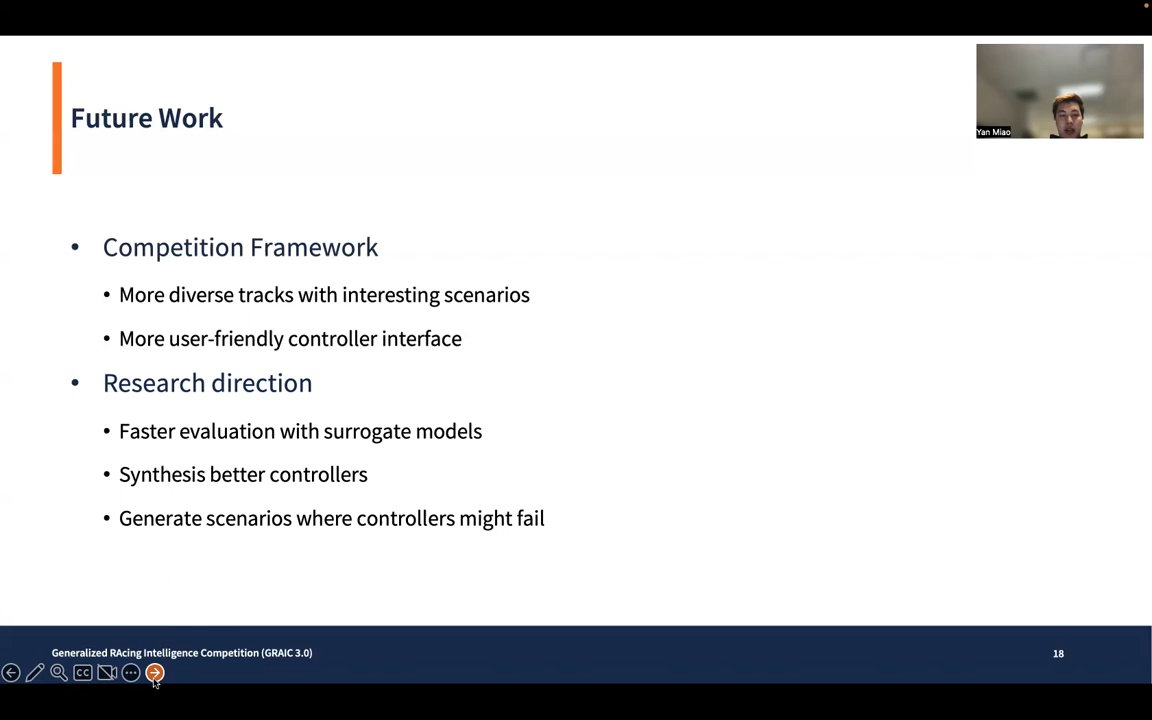 Future Work
Yan Miao
• Competition Framework
• More diverse tracks with interesting scenarios
• More user-friendly controller interface
• Research direction
• Faster evaluation with surrogate models
• Synthesis better controllers
• Generate scenarios where controllers might fail
Generalized RAcing Intelligence Competition (GRAIC 3.0)
18
CC